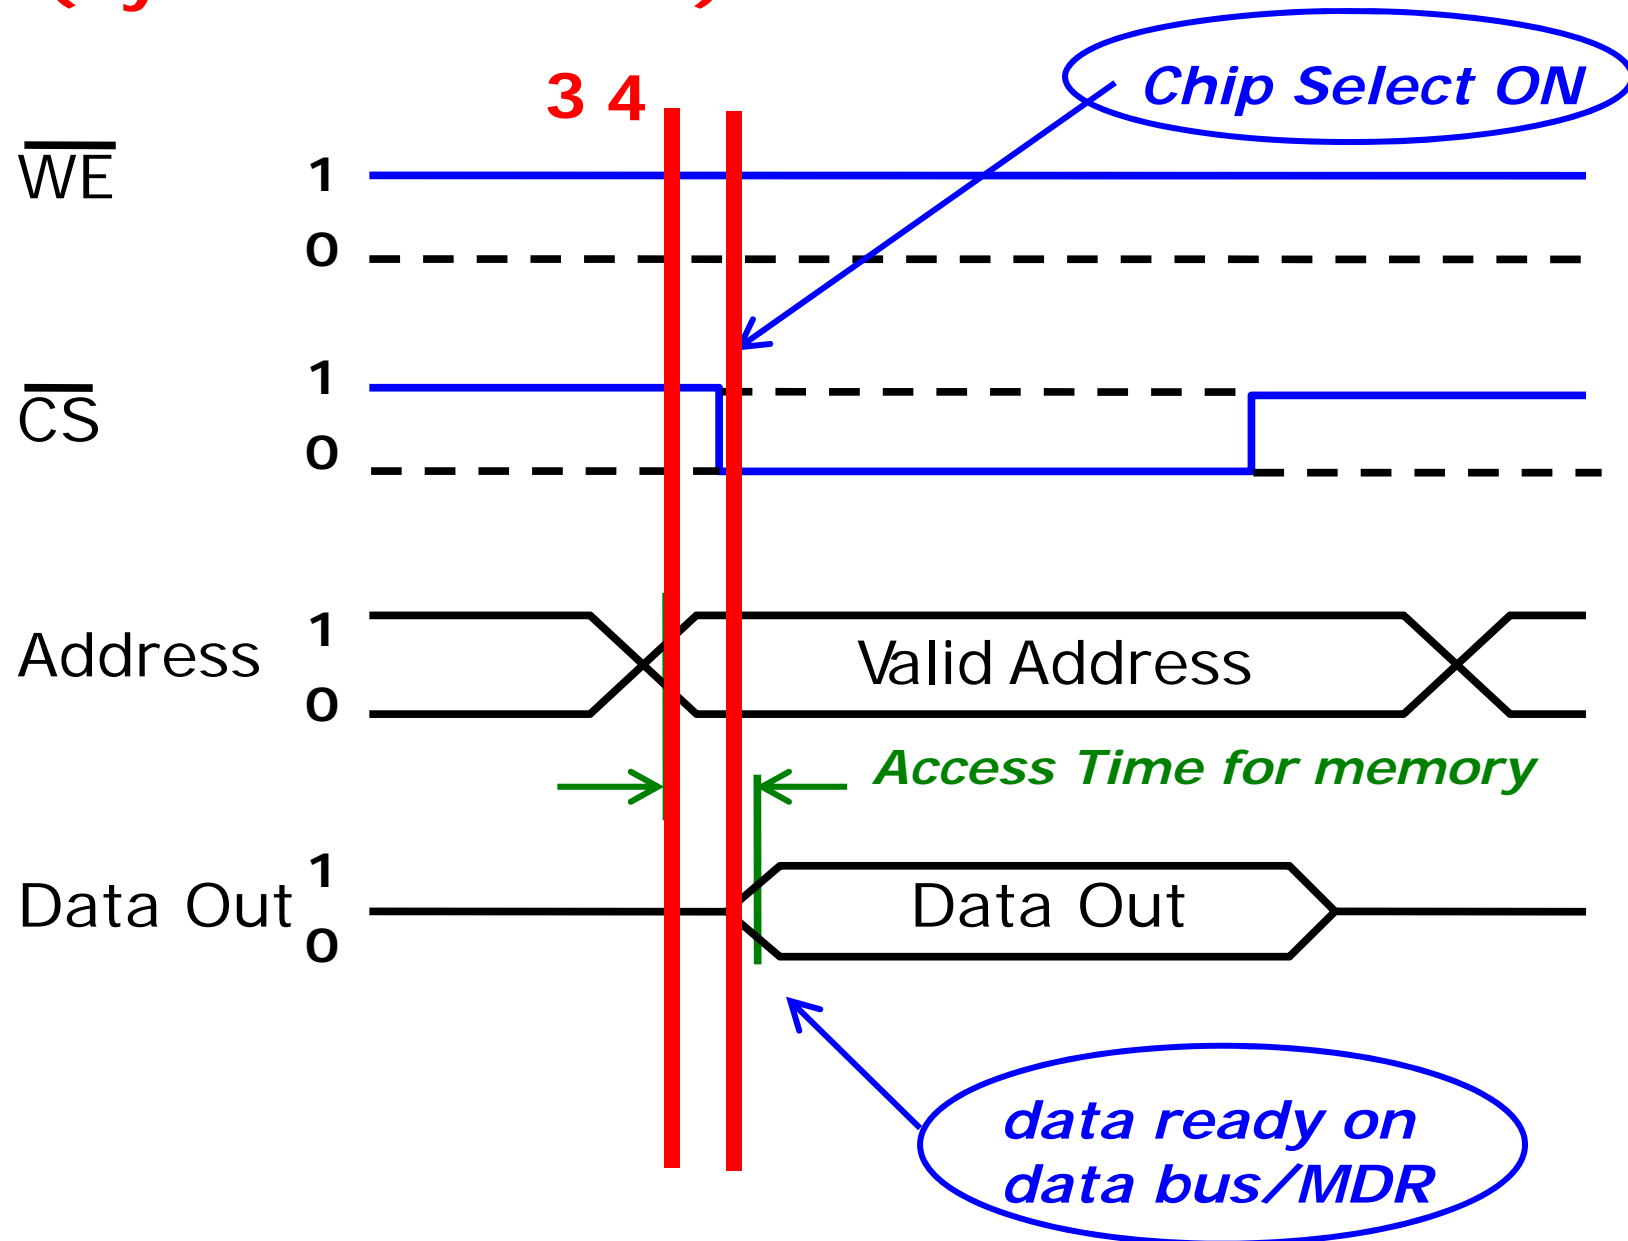 3 4
Chip Select ON
WE
1
0
CS
1
0
Address
1
0
Valid Address
Access Time for memory
Data Out
1
0
Data Out
data ready on
data bus/MDR